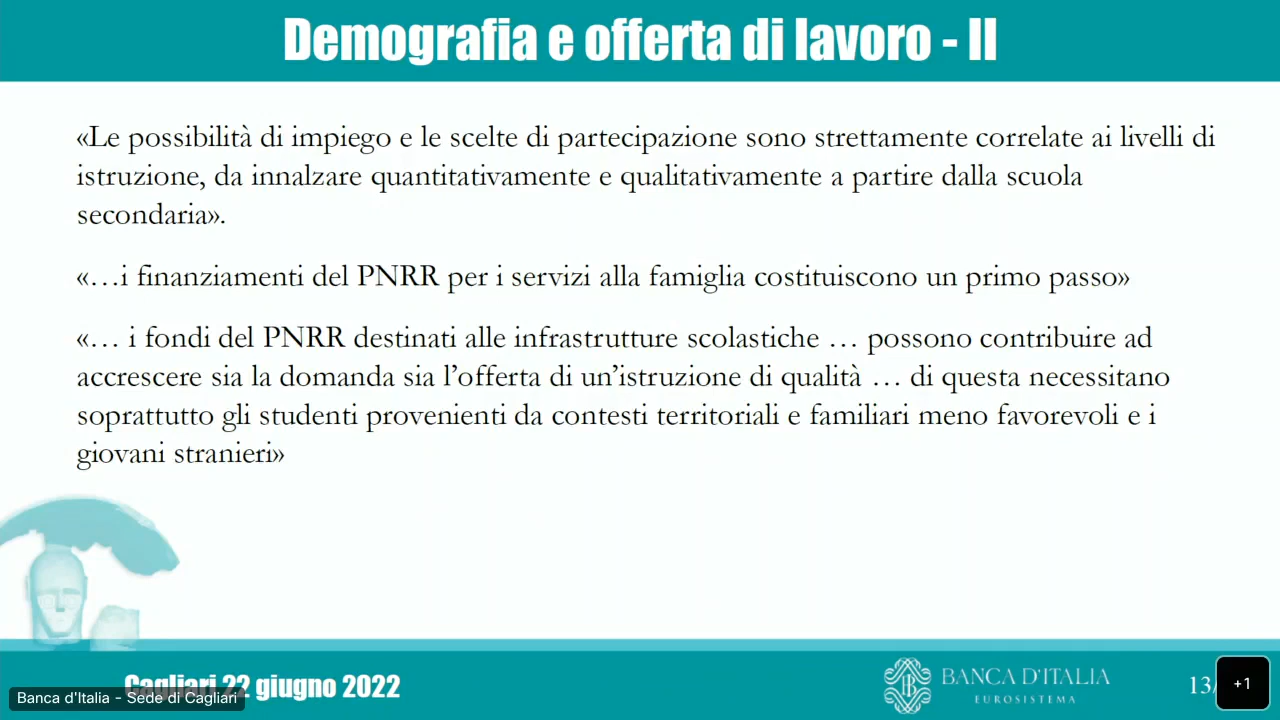 Demografia e offerta di lavoro - II
«Le possibilità di impiego e le scelte di partecipazione sono strettamente correlate ai livelli di
istruzione, da innalzare quantitativamente e qualitativamente a partire dalla scuola
secondaria».
«…i finanziamenti del PNRR per i servizi alla famiglia costituiscono un primo passo»
«… i fondi del PNRR destinati alle infrastrutture scolastiche … possono contribuire ad
accrescere sia la domanda sia l’offerta di un’istruzione di qualità … di questa necessitano
soprattutto gli studenti provenienti da contesti territoriali e familiari meno favorevoli e i
giovani stranieri»
Cagliari 22 giugno 2022
Banca d'Italia - Sede di Cagliari
BANCA D'ITALIA
EUROSISTEMA
13/
+1